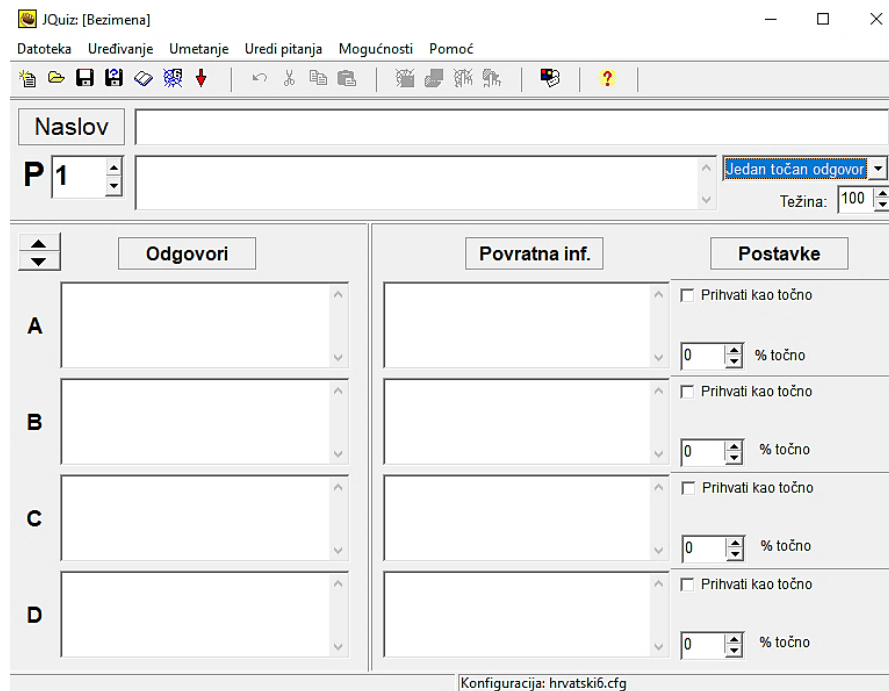 JQuiz: [Bezimena]
Datoteka Uređivanje Umetanje Uredi pitanja Mogućnosti Pomoć
Naslov
P 1 Jedan točan odgovor
Težina: 100
Odgovori Povratna inf. Postavke
A Prihvati kao točno
0 % točno
B Prihvati kao točno
0 % točno
C Prihvati kao točno
0 % točno
D Prihvati kao točno
0 % točno
Konfiguracija: hrvatski6.cfg